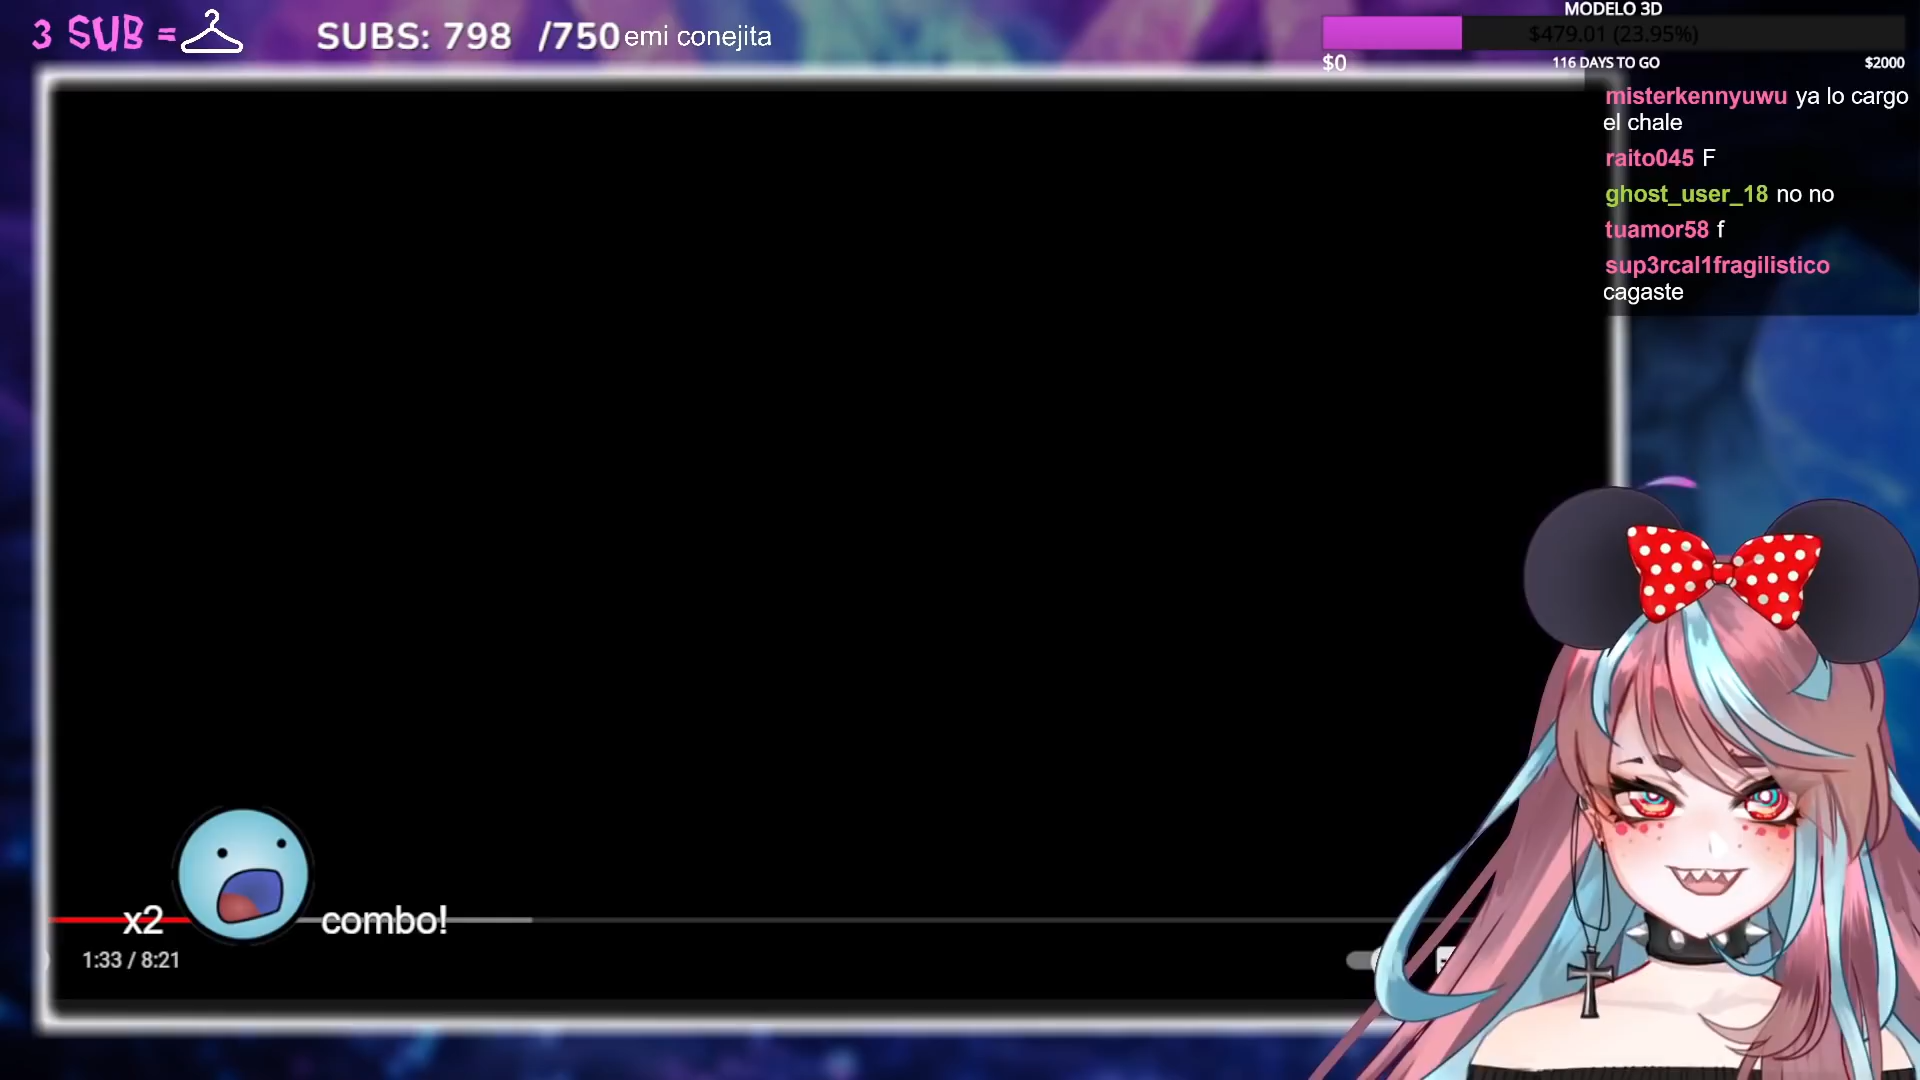 3 SUB =
SUBS: 798 /750 emi conejita
MODELO 3D
$479.01 (23.95%)
$0 116 DAYS TO GO $2000
misterkennyuwu ya lo cargo
el chale
raito045 F
ghost_user_18 no no
tuamor58 f
sup3rcal1fragilistico
cagaste
x2 combo!
1:33 / 8:21